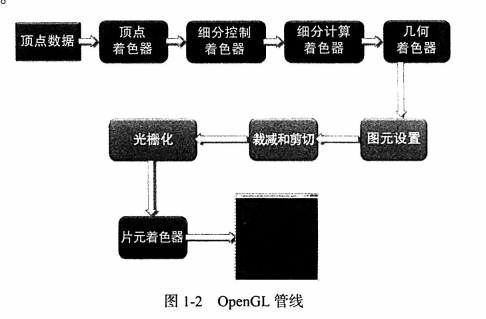 。
顶点数据
顶点
着色器
细分控制
着色器
细分计算
着色器
几何
着色器
光栅化
裁减和剪切
图元设置
片元着色器
图 1-2 OpenGL 管线